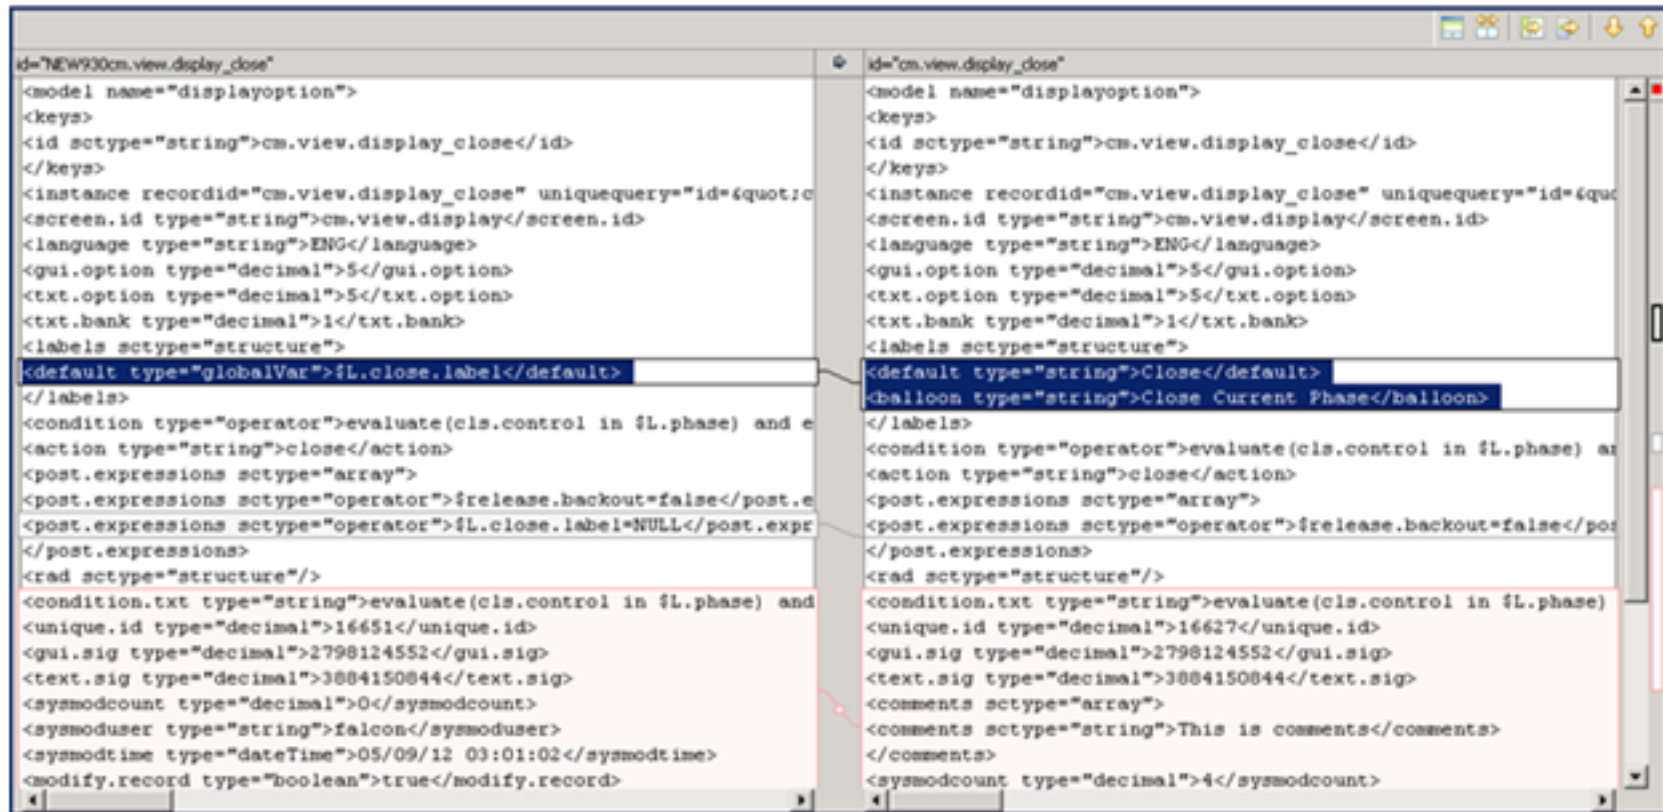 id="NEW930cm.view.display_close"
<model name="displayoption">
<keys>
<id sctype="string">cm.view.display_close</id>
</keys>
<instance recordid="cm.view.display_close" uniquequery="id=&quot;c
<screen.id type="string">cm.view.display</screen.id>
<language type="string">ENG</language>
<gui.option type="decimal">5</gui.option>
<txt.option type="decimal">5</txt.option>
<txt.bank type="decimal">1</txt.bank>
<labels sctype="structure">
<default type="globalVar">$L.close.label</default>
</labels>
<condition type="operator">evaluate(cls.control in $L.phase) and e
<action type="string">close</action>
<post.expressions sctype="array">
<post.expressions sctype="operator">$release.backout=false</post.e
<post.expressions sctype="operator">$L.close.label=NULL</post.expr
</post.expressions>
<rad sctype="structure"/>
<condition.txt type="string">evaluate(cls.control in $L.phase) and
<unique.id type="decimal">16651</unique.id>
<gui.sig type="decimal">2798124552</gui.sig>
<text.sig type="decimal">3884150844</text.sig>
<sysmodcount type="decimal">0</sysmodcount>
<sysmoduser type="string">falcon</sysmoduser>
<sysmodtime type="dateTime">05/09/12 03:01:02</sysmodtime>
<modify.record type="boolean">true</modify.record>
id="cm.view.display_close"
<model name="displayoption">
<keys>
<id sctype="string">cm.view.display_close</id>
</keys>
<instance recordid="cm.view.display_close" uniquequery="id=&quo
<screen.id type="string">cm.view.display</screen.id>
<language type="string">ENG</language>
<gui.option type="decimal">5</gui.option>
<txt.option type="decimal">5</txt.option>
<txt.bank type="decimal">1</txt.bank>
<labels sctype="structure">
<default type="string">Close</default>
<balloon type="string">Close Current Phase</balloon>
</labels>
<condition type="operator">evaluate(cls.control in $L.phase) an
<action type="string">close</action>
<post.expressions sctype="array">
<post.expressions sctype="operator">$release.backout=false</pos
</post.expressions>
<rad sctype="structure"/>
<condition.txt type="string">evaluate(cls.control in $L.phase)
<unique.id type="decimal">16627</unique.id>
<gui.sig type="decimal">2798124552</gui.sig>
<text.sig type="decimal">3884150844</text.sig>
<comments sctype="array">
<comments sctype="string">This is comments</comments>
</comments>
<sysmodcount type="decimal">4</sysmodcount>